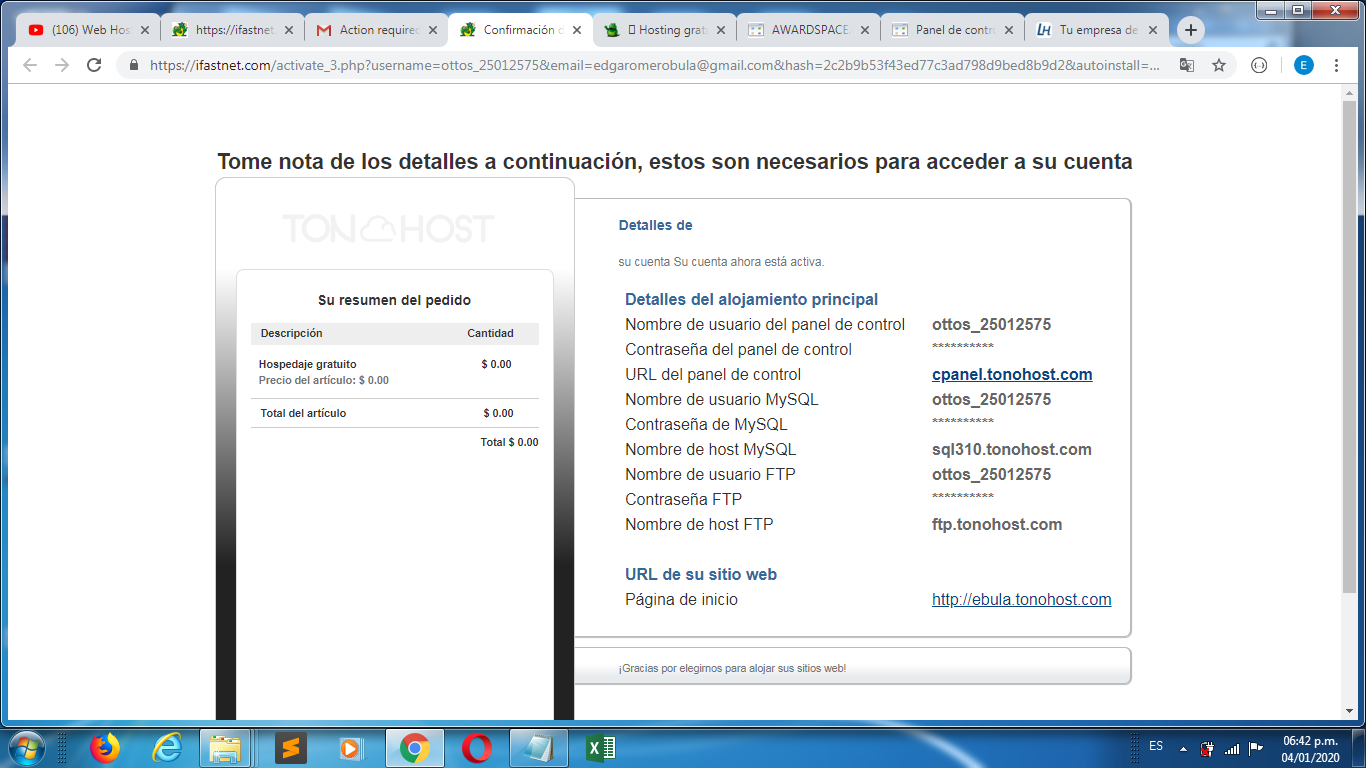 (106) Web Hos
https://ifastnet.
Action required
Confirmación d
Hosting grat
AWARDSPACE.
Panel de contro
Tu empresa de
https://ifastnet.com/activate_3.php?username=ottos_25012575&email=edgaromerobula@gmail.com&hash=2c2b9b53f43ed77c3ad798d9bed8b9d2&autoinstall=...
E
Tome nota de los detalles a continuación, estos son necesarios para acceder a su cuenta
TONOHOST
Su resumen del pedido
Descripción Cantidad
Hospedaje gratuito $ 0.00
Precio del artículo: $ 0.00
Total del artículo $ 0.00
Total $ 0.00
Detalles de
su cuenta Su cuenta ahora está activa.
Detalles del alojamiento principal
Nombre de usuario del panel de control ottos_25012575
Contraseña del panel de control **********
URL del panel de control cpanel.tonohost.com
Nombre de usuario MySQL ottos_25012575
Contraseña de MySQL **********
Nombre de host MySQL sql310.tonohost.com
Nombre de usuario FTP ottos_25012575
Contraseña FTP **********
Nombre de host FTP ftp.tonohost.com
URL de su sitio web
Página de inicio http://ebula.tonohost.com
¡Gracias por elegirnos para alojar sus sitios web!
ES
06:42 p.m.
04/01/2020